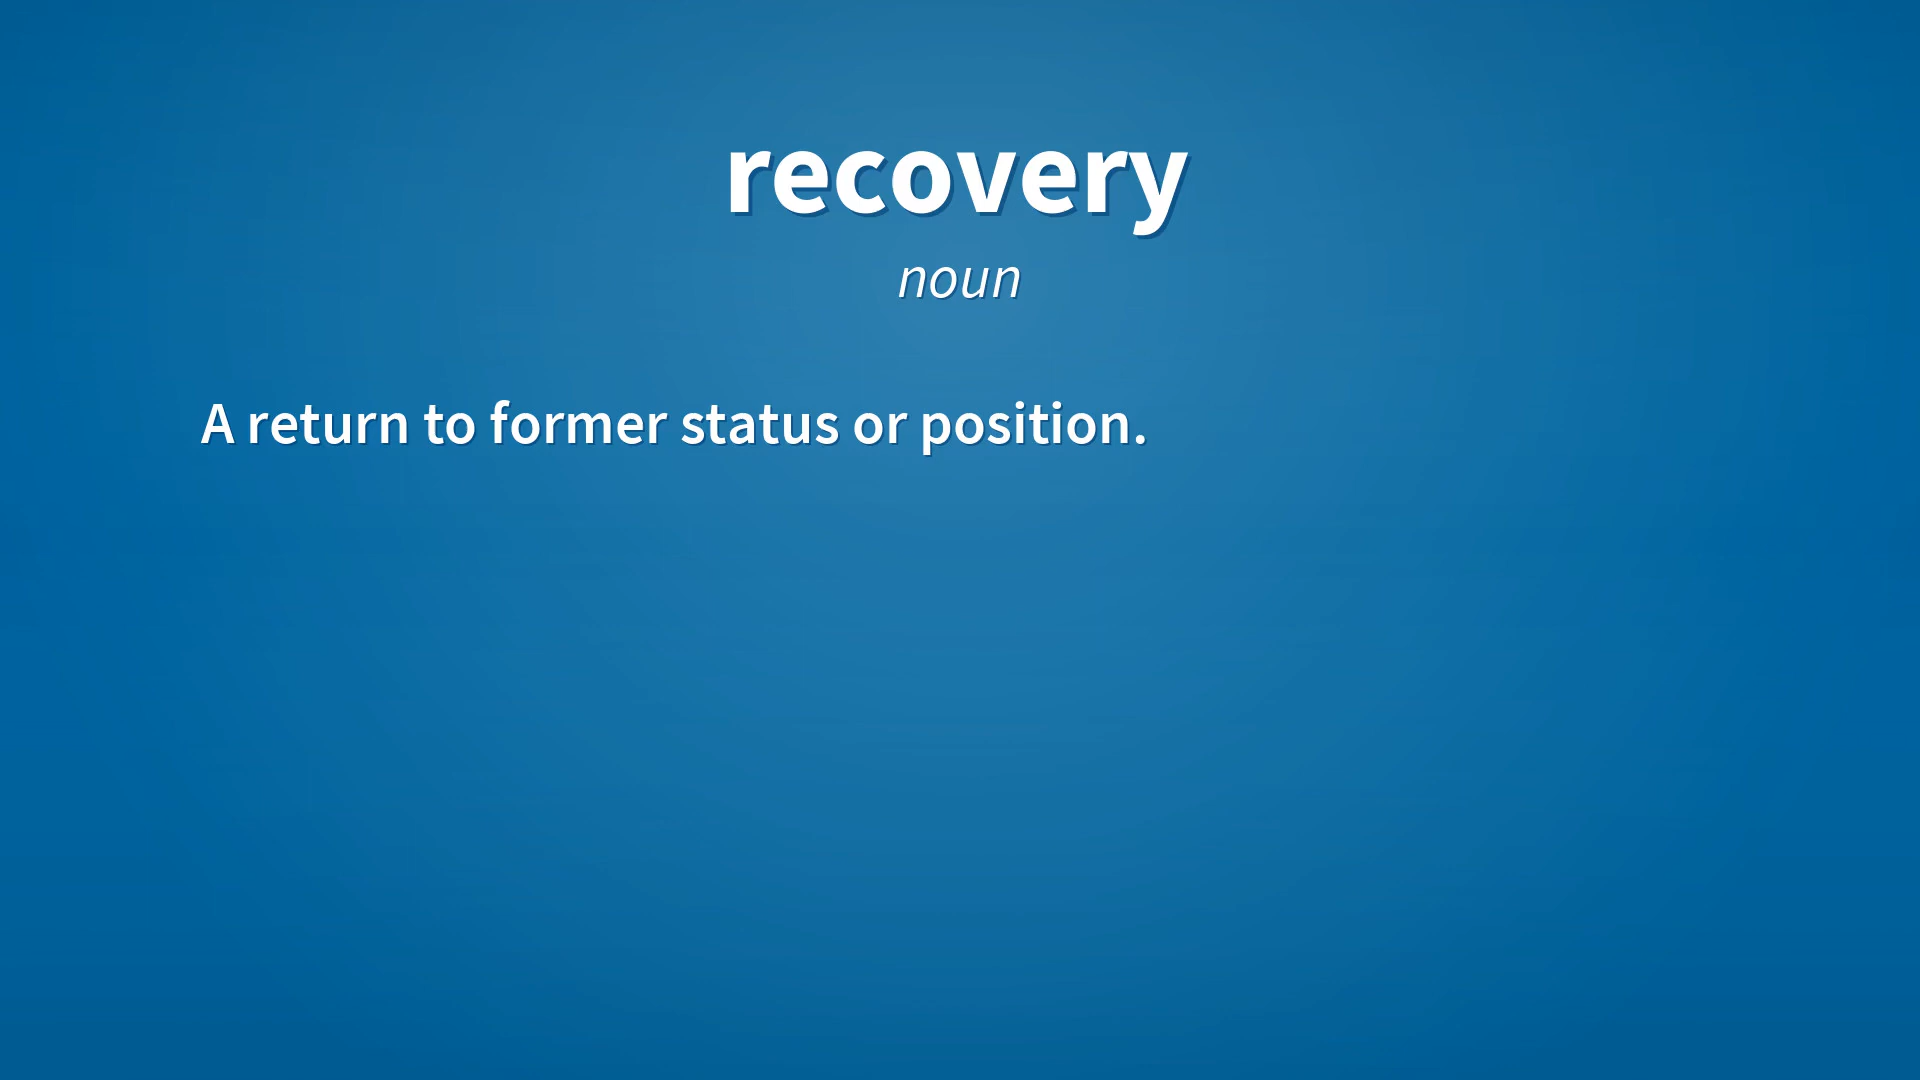 recovery
noun
A return to former status or position.